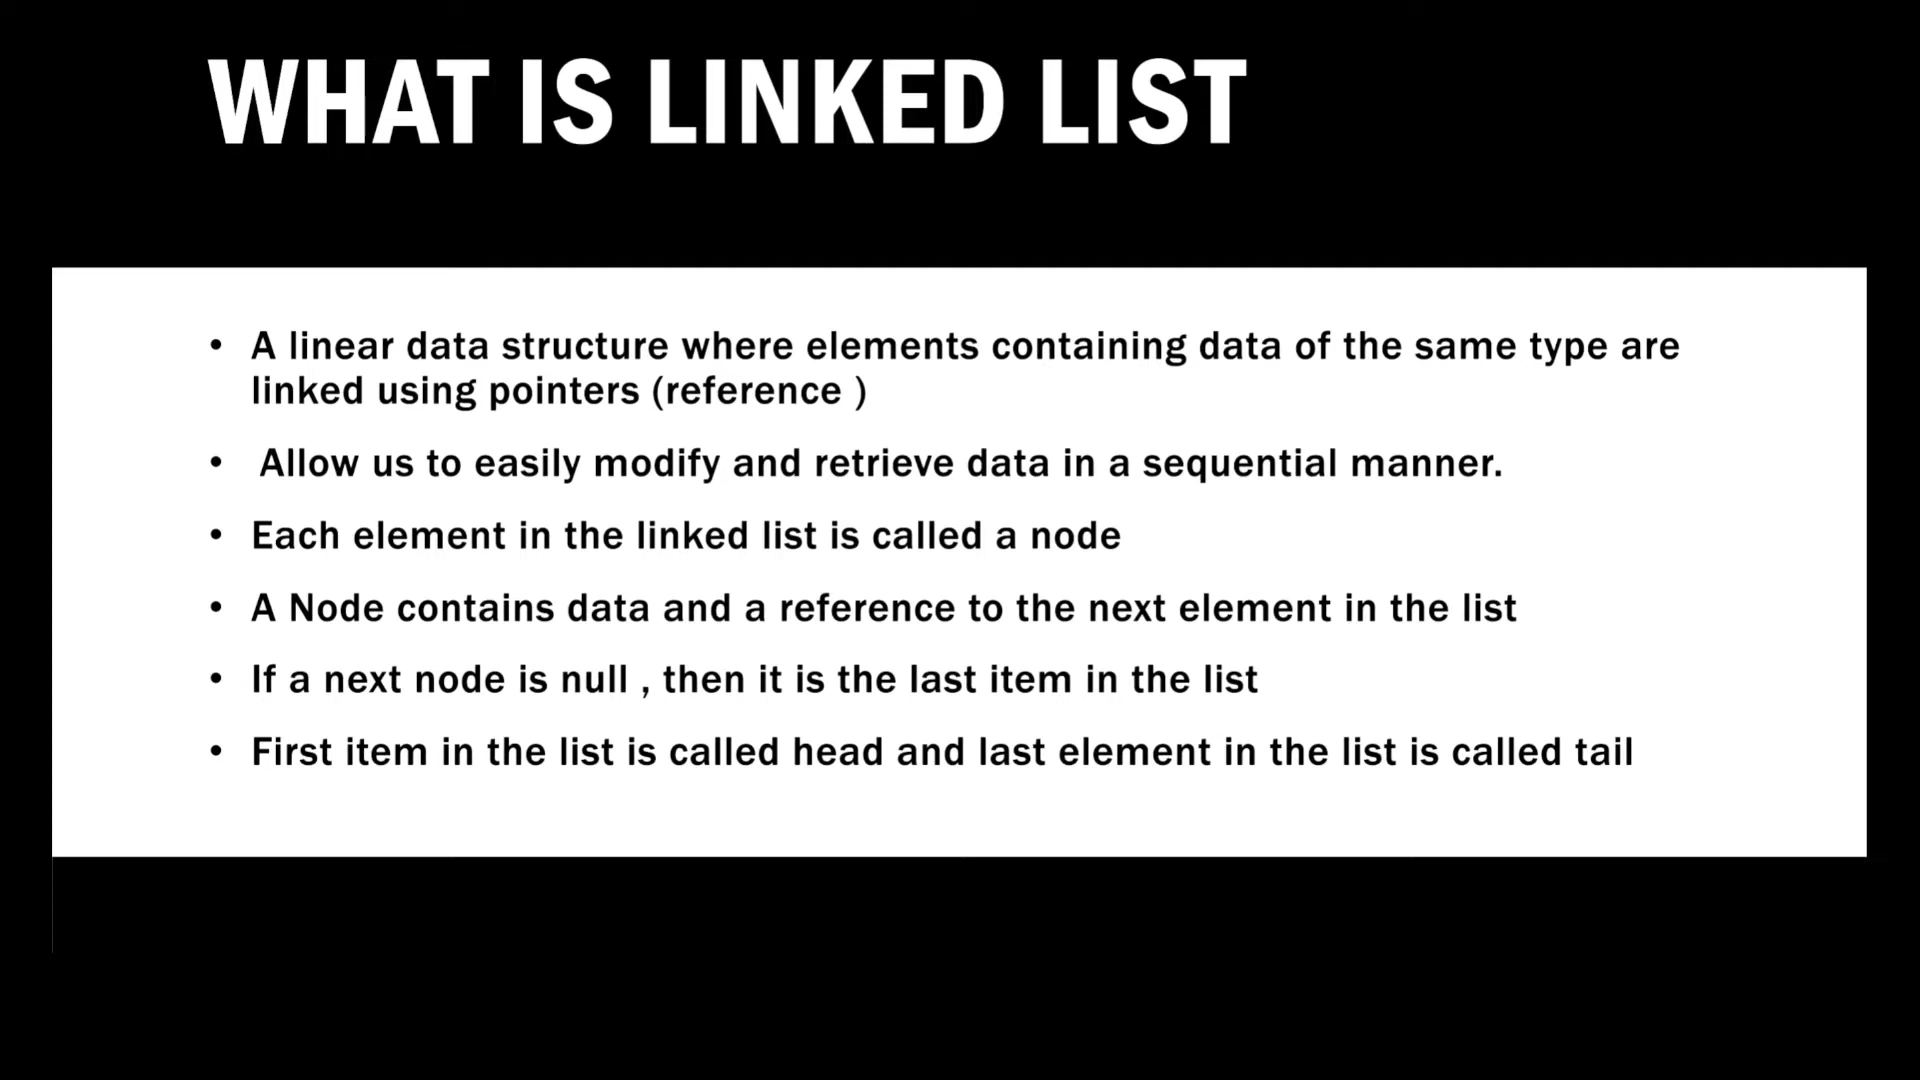 WHAT IS LINKED LIST
• A linear data structure where elements containing data of the same type are
linked using pointers (reference )
• Allow us to easily modify and retrieve data in a sequential manner.
• Each element in the linked list is called a node
• A Node contains data and a reference to the next element in the list
• If a next node is null , then it is the last item in the list
• First item in the list is called head and last element in the list is called tail